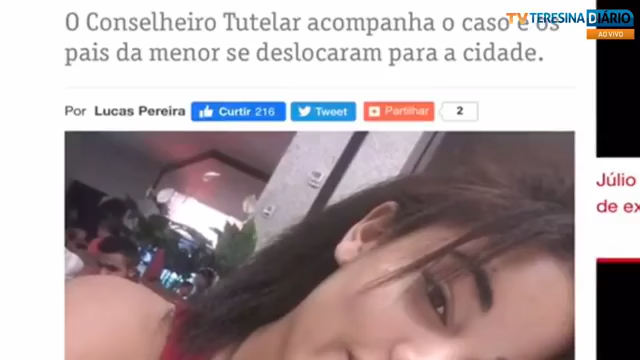 O Conselheiro Tutelar acompanha o caso e os
pais da menor se deslocaram para a cidade.
TV TERESINA DIÁRIO
AO VIVO
Por Lucas Pereira
Curtir 216
Tweet
Partilhar
2
Júlio
de ex